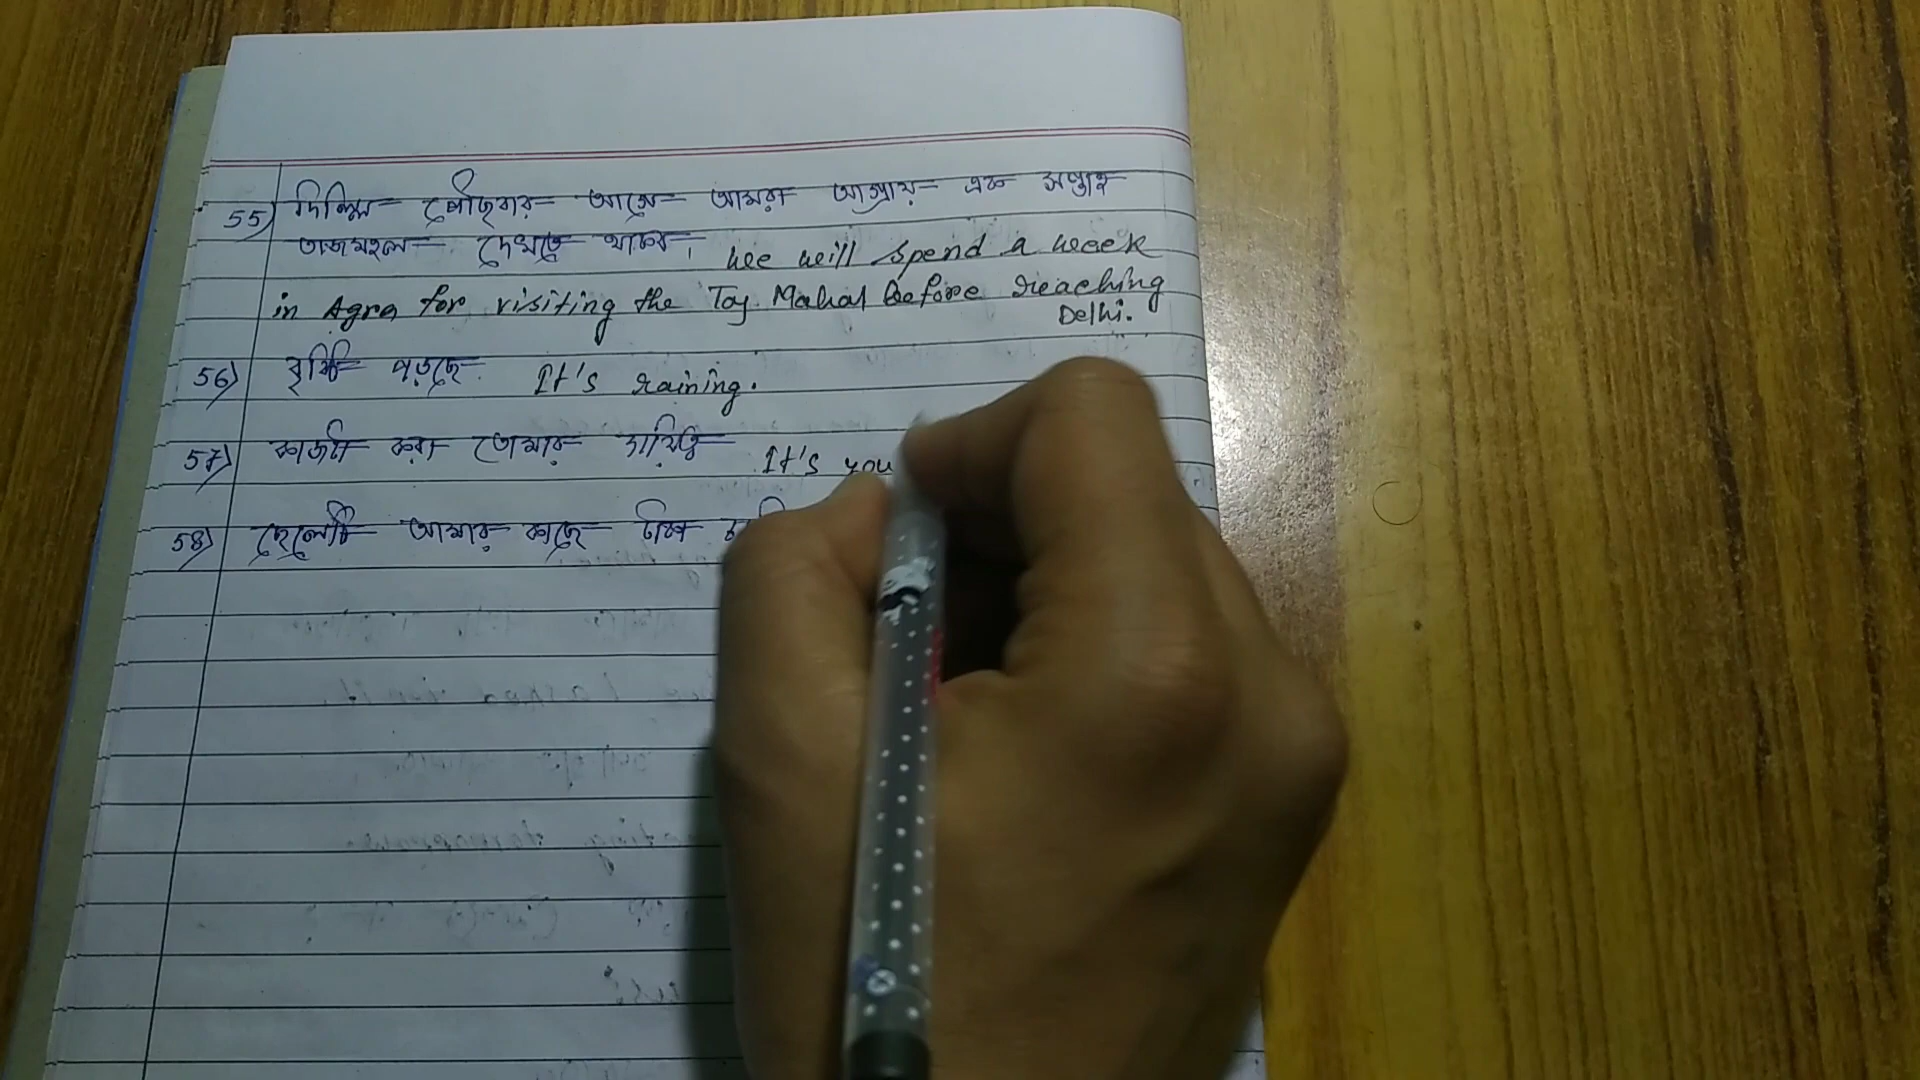 55) দিল্লি পৌঁছবার আগে আমরা আগ্রায় এক সপ্তাহ
তাজমহল দেখতে থাকব। We will spend a week
in Agra for visiting the Taj Mahal before reaching
Delhi.
56) বৃষ্টি পড়ছে It's raining.
57) কাজটা করা তোমার দায়িত্ব It's you
58) ছেলেটি আমার কাছে টাকা